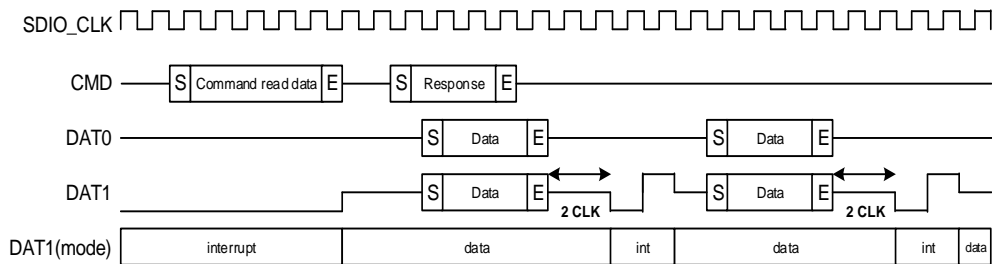 SDIO_CLK
CMD S Command read data E S Response E
DAT0 S Data E S Data E
DAT1 S Data E S Data E
2 CLK 2 CLK
DAT1(mode) interrupt data int data int data